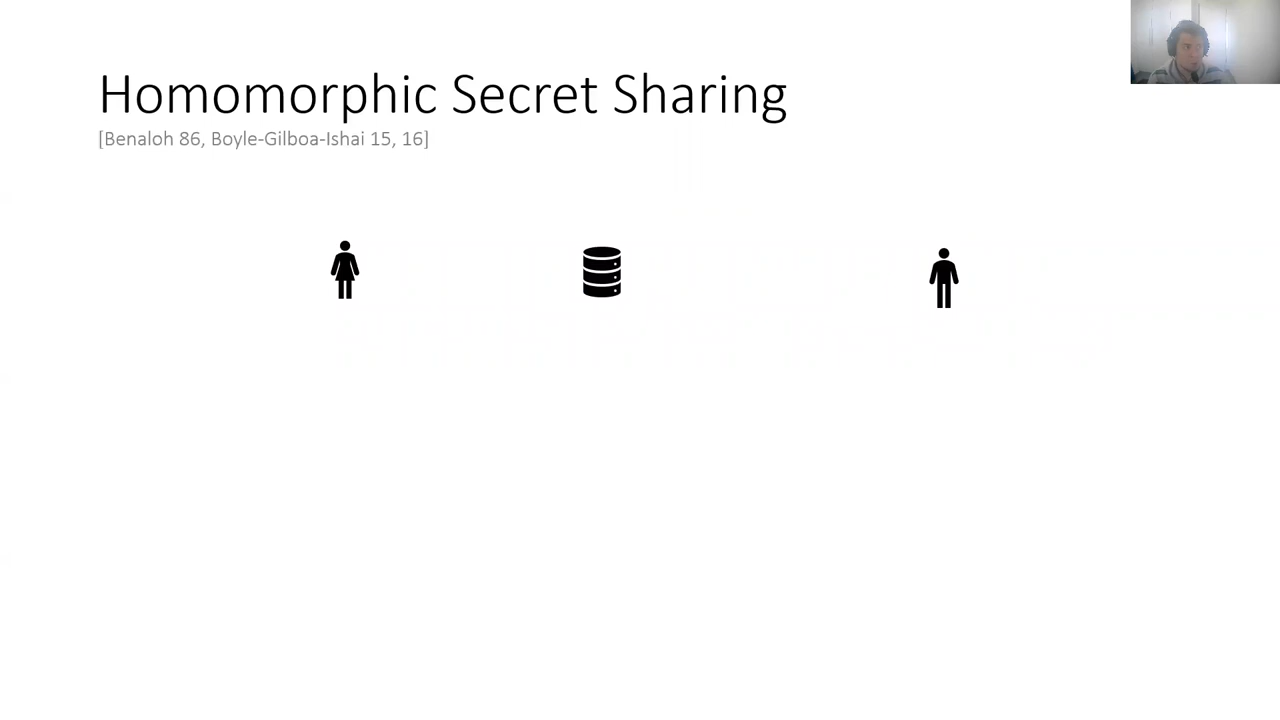 Homomorphic Secret Sharing
[Benaloh 86, Boyle-Gilboa-Ishai 15, 16]